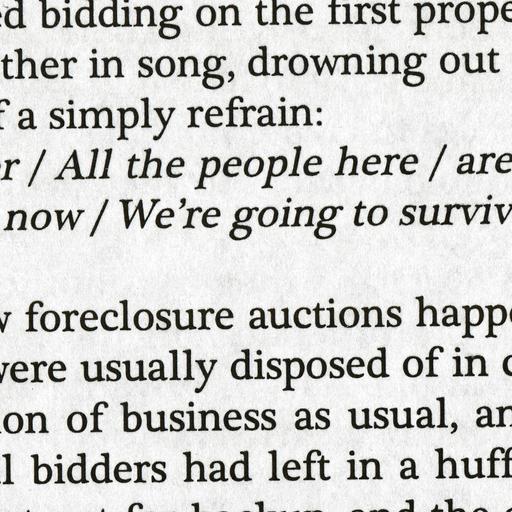 ed bidding on the first prope
ther in song, drowning out
f a simply refrain:
r / All the people here / are
now / We're going to surviv
w foreclosure auctions happe
were usually disposed of in c
ion of business as usual, an
l bidders had left in a huff